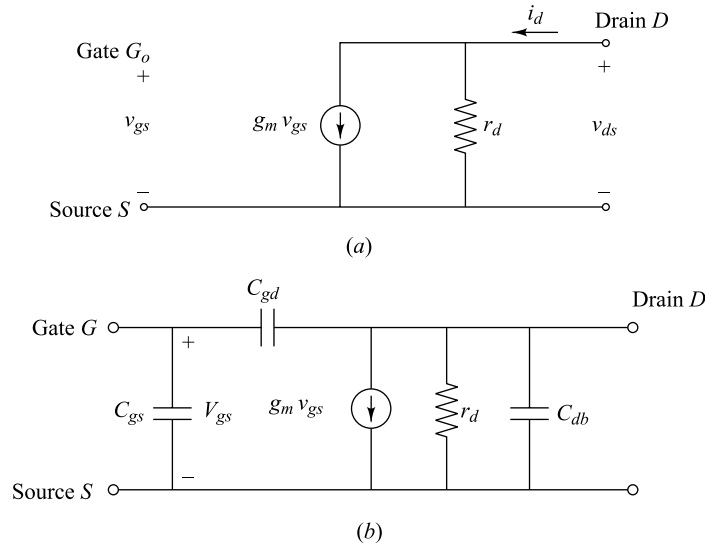 i_d
Drain D
Gate G_o
+
+
v_gs
g_m v_gs
r_d
v_ds
−
−
Source S
(a)
C_gd
Drain D
Gate G
+
C_gs
V_gs
g_m v_gs
r_d
C_db
−
Source S
(b)